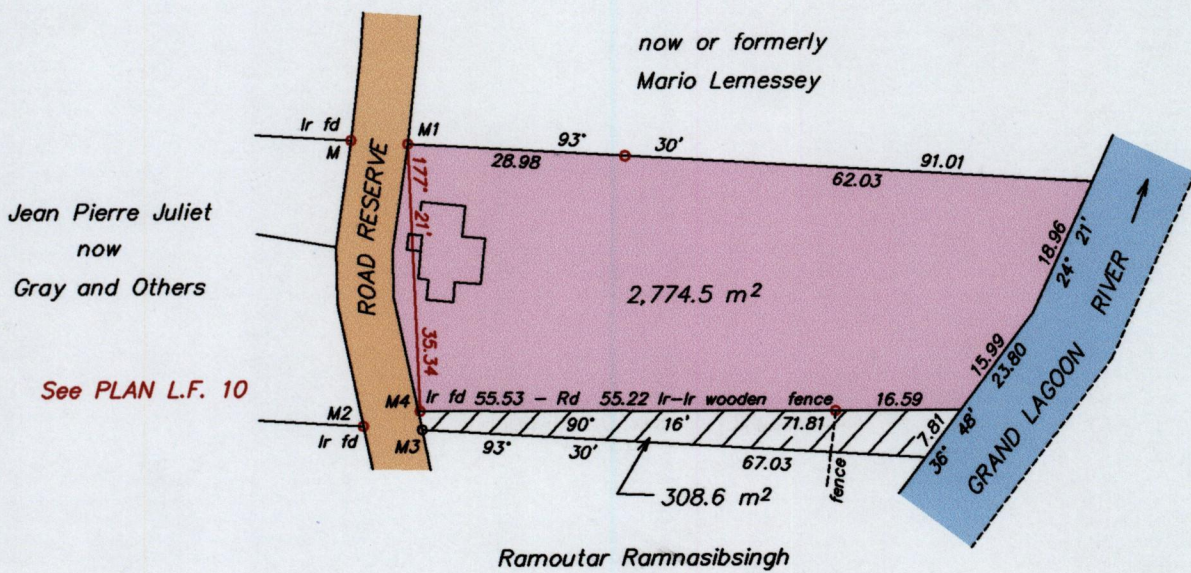 now or formerly
Mario Lemessey
Ir fd
M
M1
93° 30'
28.98
91.01
62.03
ROAD RESERVE
177° 21'
35.34
Jean Pierre Juliet
now
Gray and Others
2,774.5 m²
18.96
24° 21'
GRAND LAGOON RIVER
15.99
23.80
See PLAN L.F. 10
M4
Ir fd 55.53 – Rd 55.22 Ir-Ir wooden fence 16.59
M2
Ir fd
M3
90° 16' 71.81
7.81
36° 48'
93° 30' 67.03
fence
308.6 m²
Ramoutar Ramnasibsingh